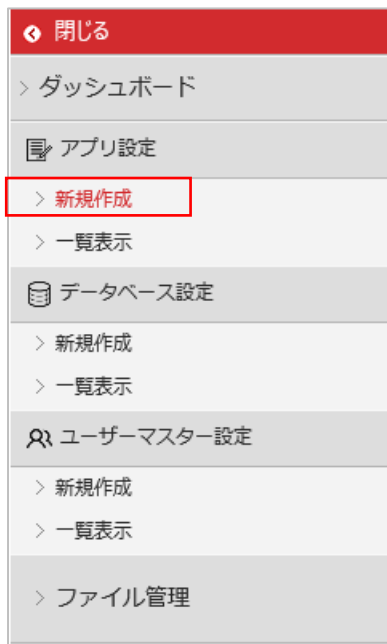 閉じる
ダッシュボード
アプリ設定
新規作成
一覧表示
データベース設定
新規作成
一覧表示
ユーザーマスター設定
新規作成
一覧表示
ファイル管理